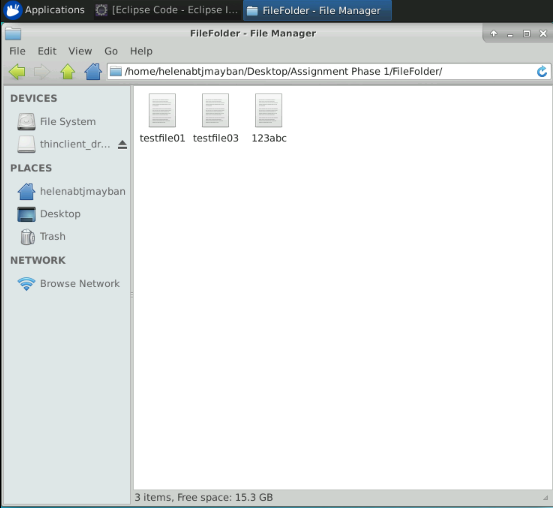 Applications [Eclipse Code - Eclipse I... FileFolder - File Manager
FileFolder - File Manager
File Edit View Go Help
/home/helenabtjmayban/Desktop/Assignment Phase 1/FileFolder/
DEVICES
File System
thinclient_dr...
PLACES
helenabtjmayban
Desktop
Trash
NETWORK
Browse Network
testfile01 testfile03 123abc
3 items, Free space: 15.3 GB